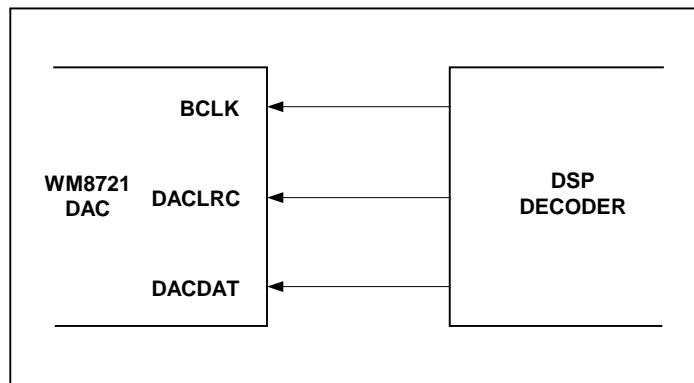 BCLK
WM8721
DAC
DACLRC
DACDAT
DSP
DECODER